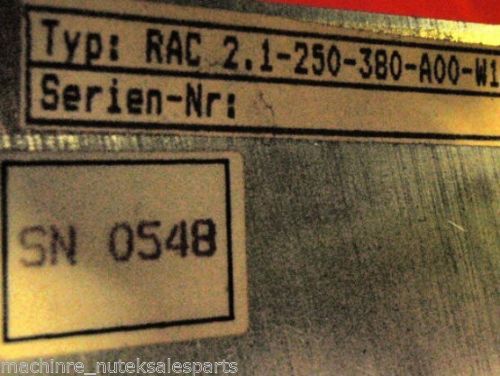 Typ: RAC 2.1-250-380-A00-W1
Serien-Nr:
SN 0548
machinre_nuteksalesparts